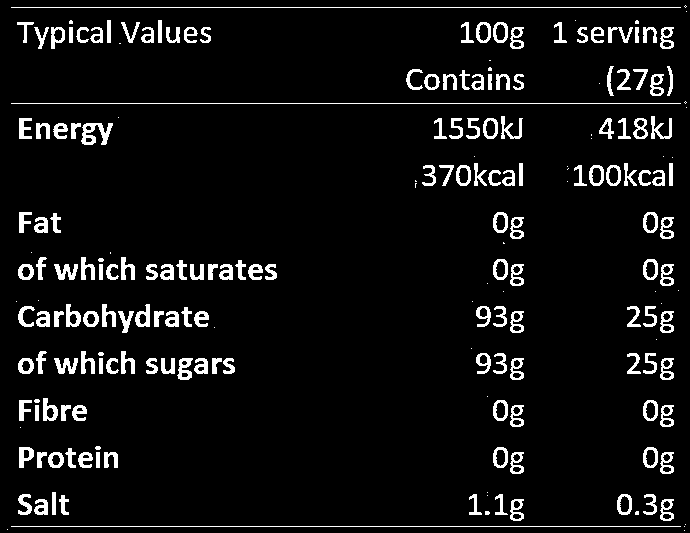 Typical Values 100g 1 serving
Contains (27g)
Energy 1550kJ 418kJ
370kcal 100kcal
Fat 0g 0g
of which saturates 0g 0g
Carbohydrate 93g 25g
of which sugars 93g 25g
Fibre 0g 0g
Protein 0g 0g
Salt 1.1g 0.3g